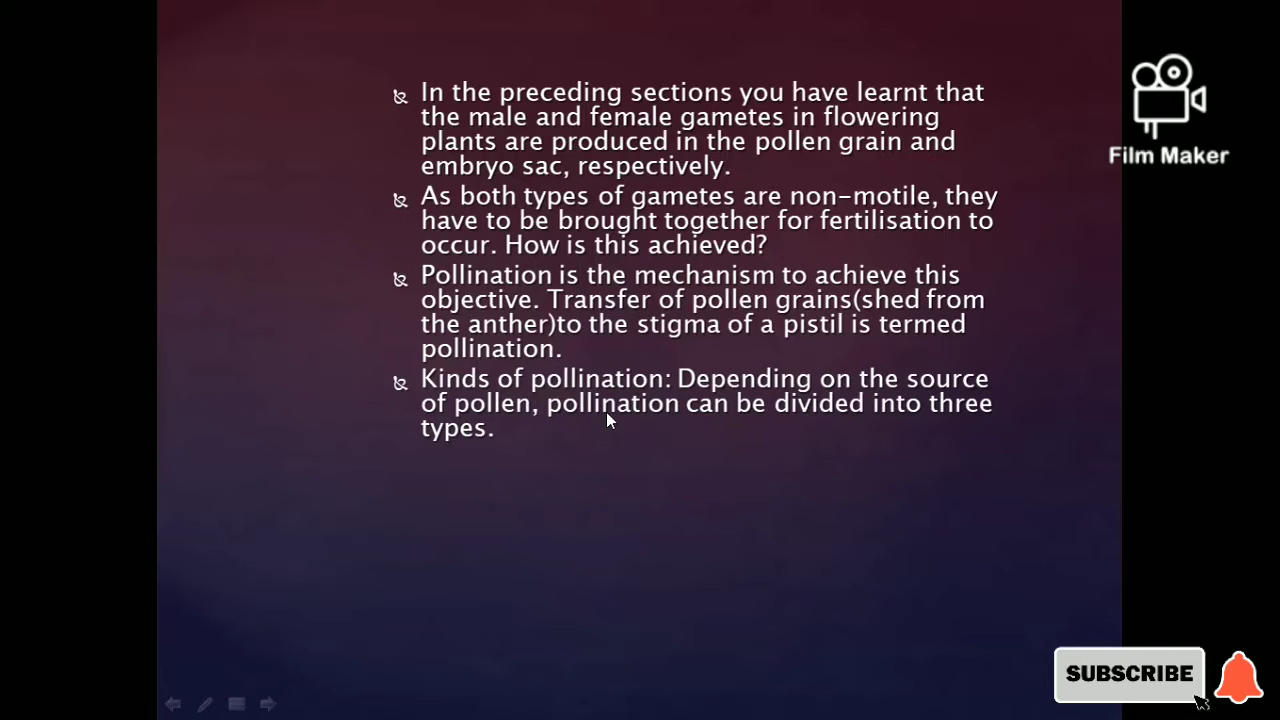 In the preceding sections you have learnt that
the male and female gametes in flowering
plants are produced in the pollen grain and
embryo sac, respectively.
As both types of gametes are non-motile, they
have to be brought together for fertilisation to
occur. How is this achieved?
Pollination is the mechanism to achieve this
objective. Transfer of pollen grains(shed from
the anther)to the stigma of a pistil is termed
pollination.
Kinds of pollination: Depending on the source
of pollen, pollination can be divided into three
types.
Film Maker
SUBSCRIBE